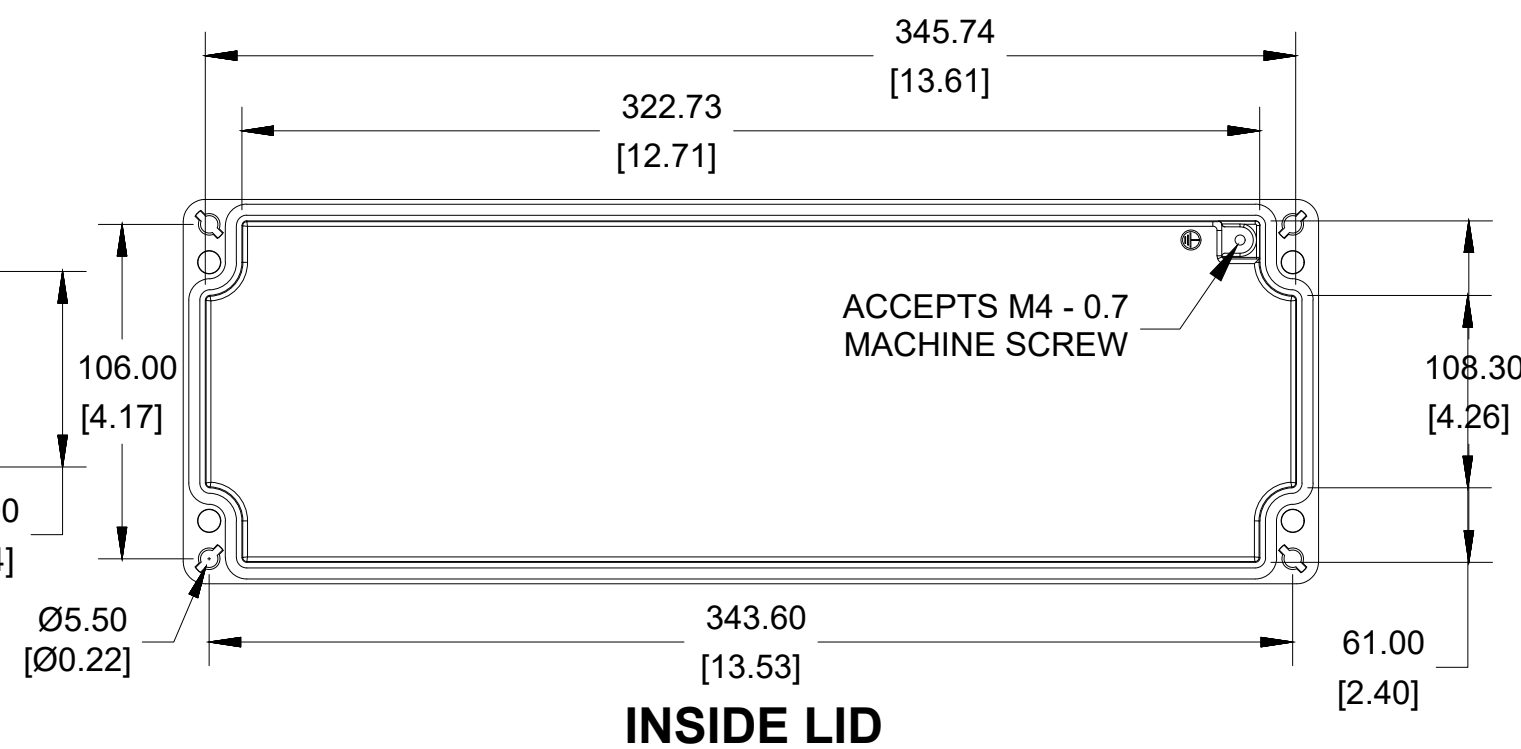 345.74
[13.61]
322.73
[12.71]
ACCEPTS M4 - 0.7
MACHINE SCREW
106.00
[4.17]
108.30
[4.26]
Ø5.50
[Ø0.22]
343.60
[13.53]
61.00
[2.40]
INSIDE LID